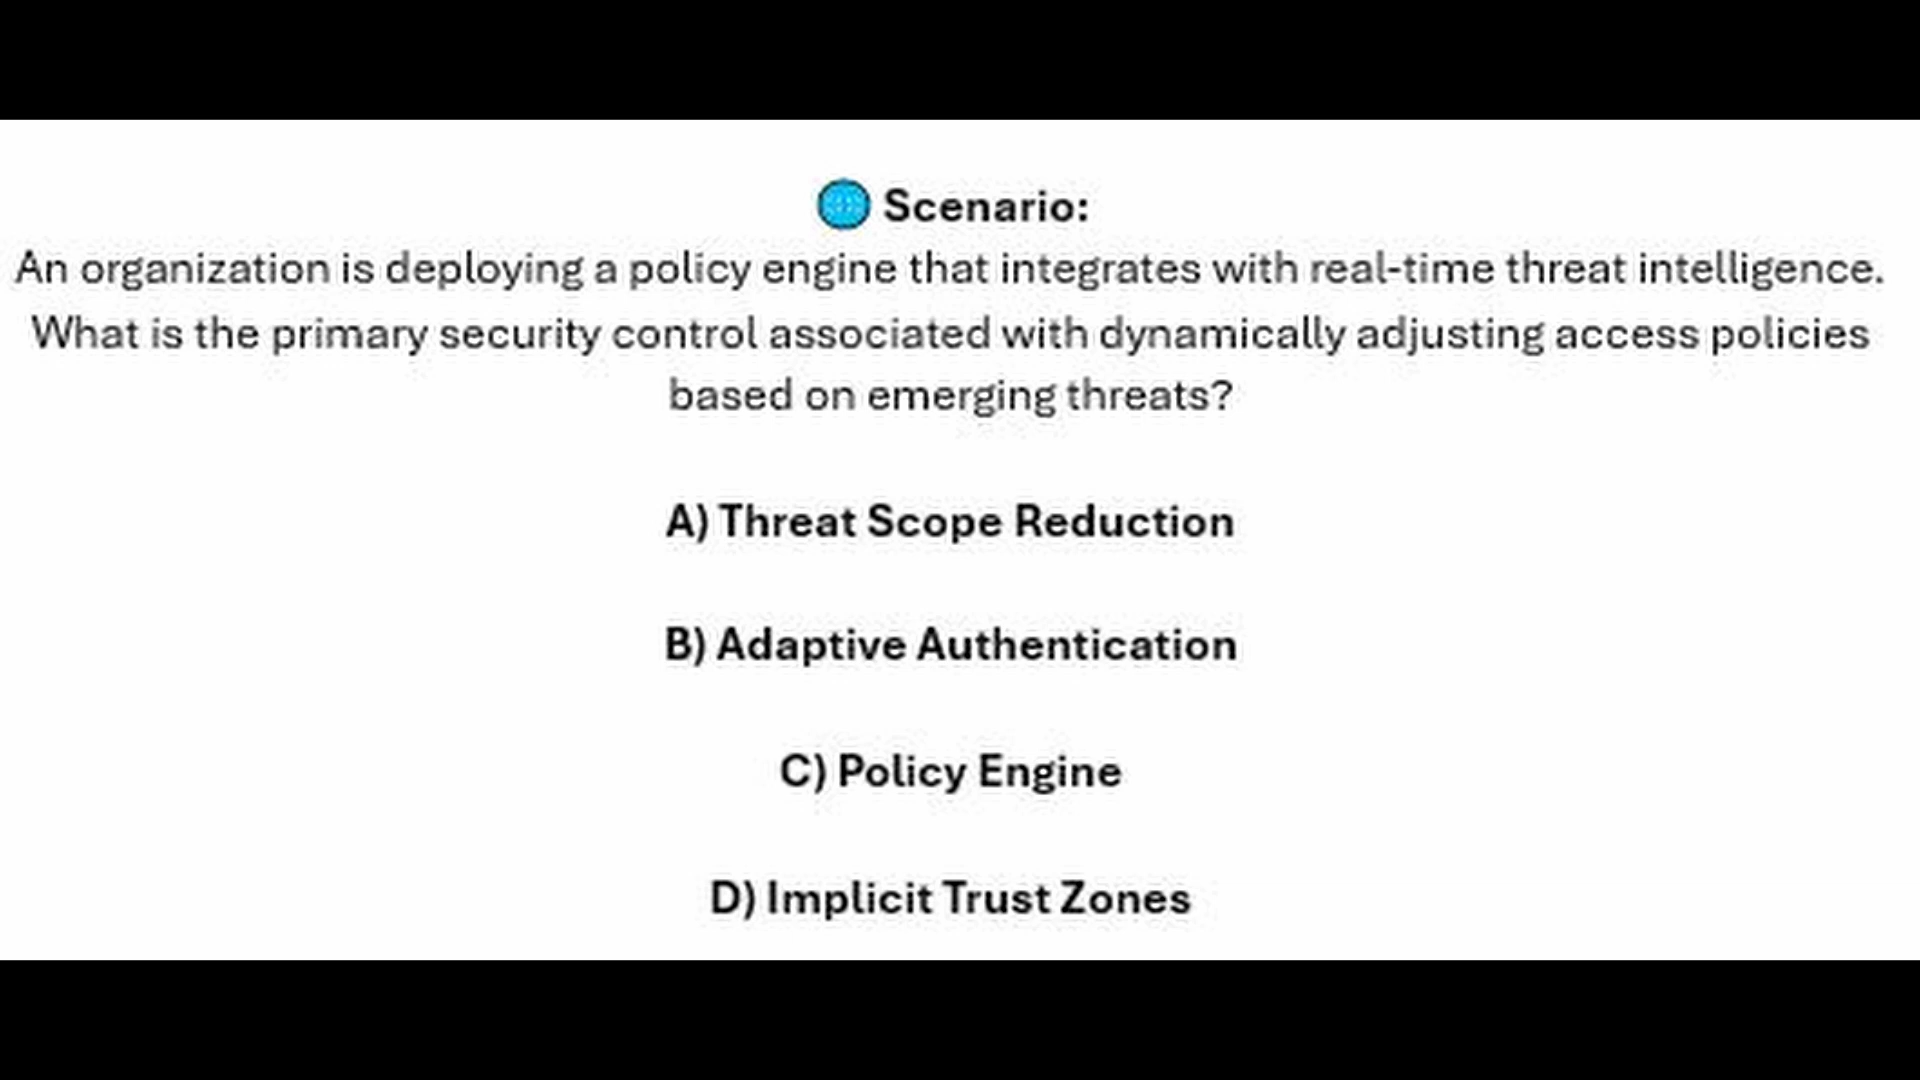 Scenario:
An organization is deploying a policy engine that integrates with real-time threat intelligence.
What is the primary security control associated with dynamically adjusting access policies
based on emerging threats?
A) Threat Scope Reduction
B) Adaptive Authentication
C) Policy Engine
D) Implicit Trust Zones